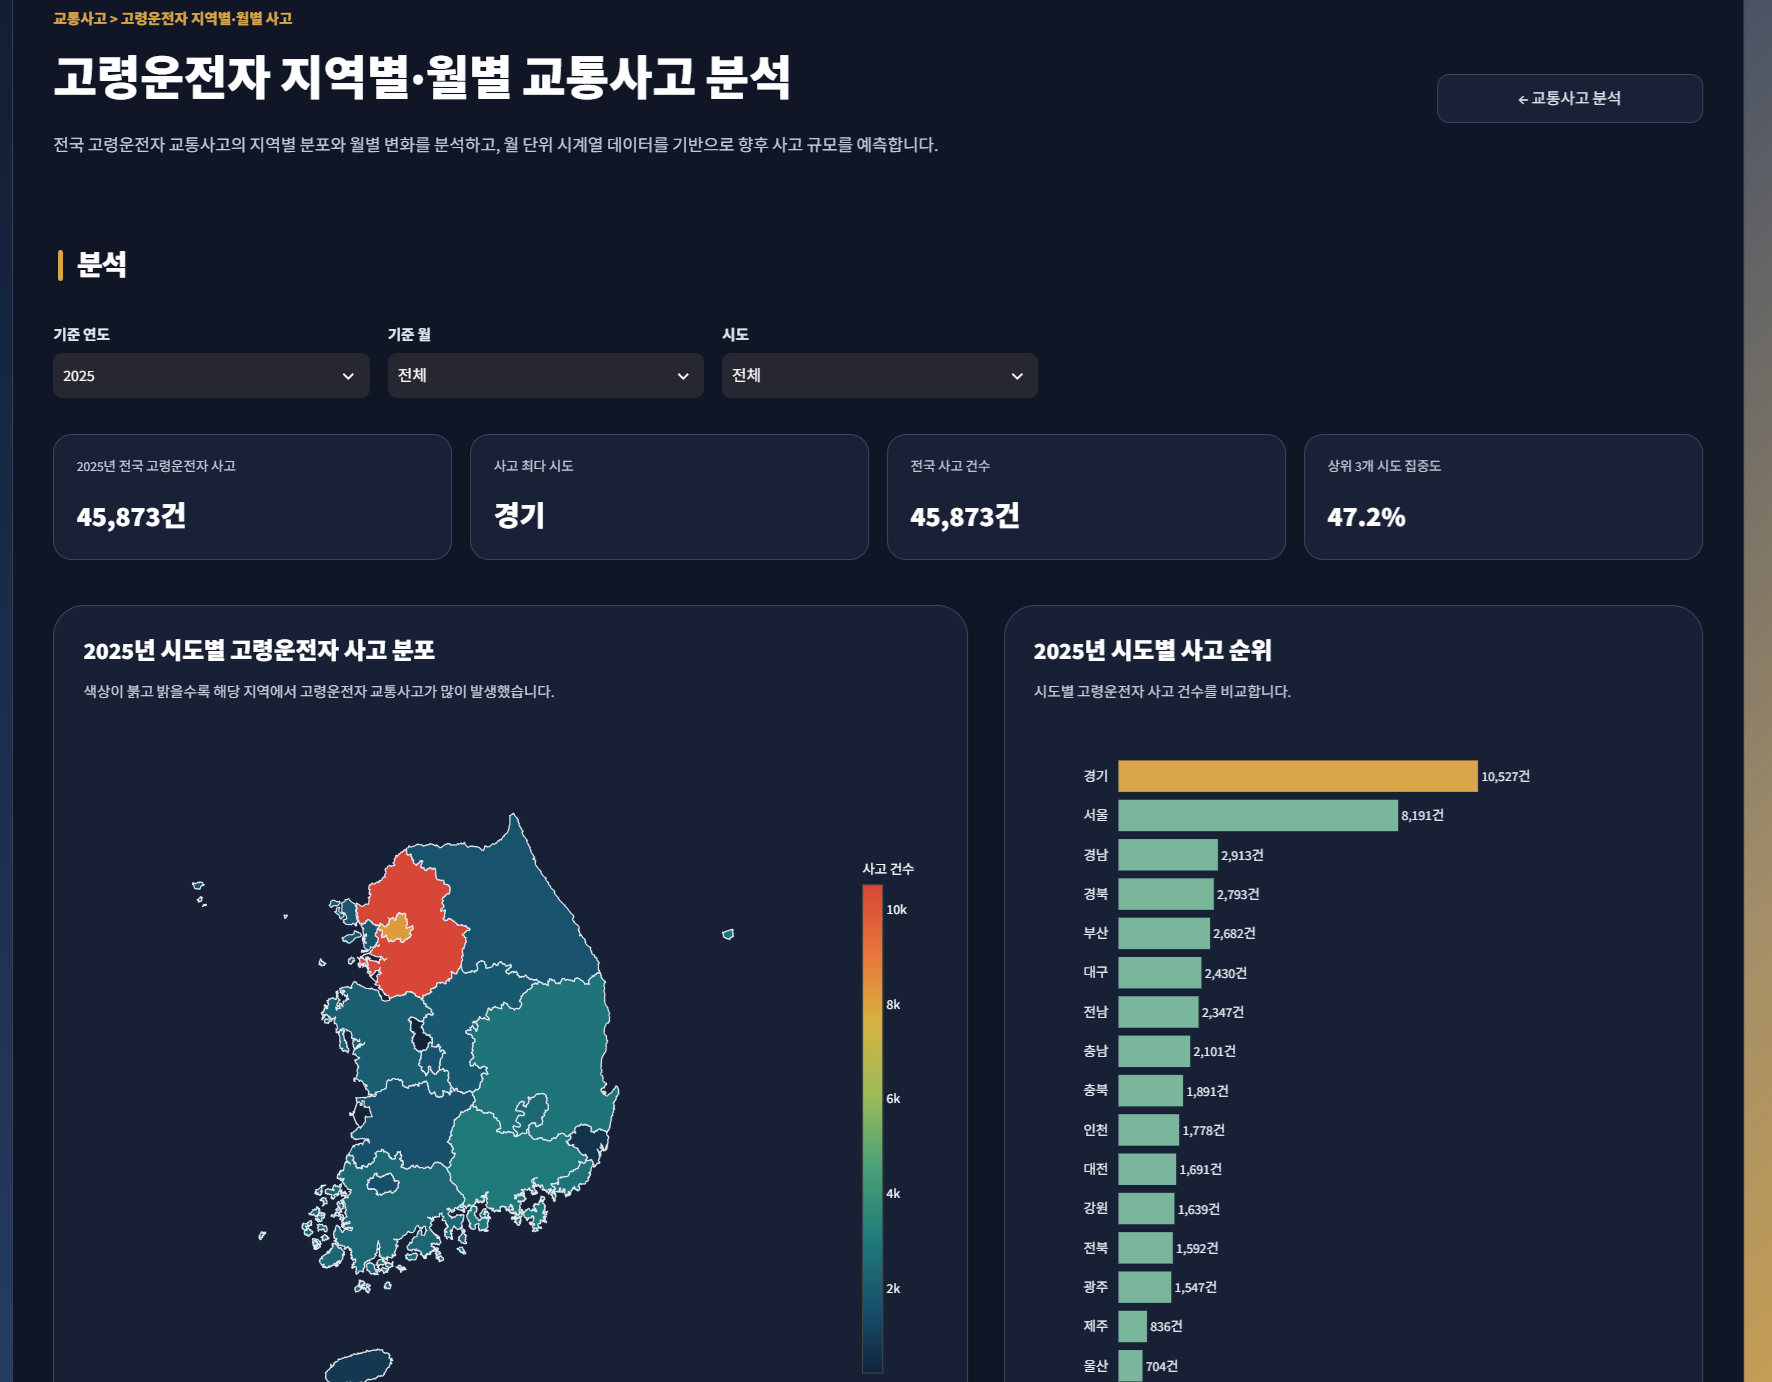 교통사고 > 고령운전자 지역별·월별 사고
고령운전자 지역별·월별 교통사고 분석
← 교통사고 분석
전국 고령운전자 교통사고의 지역별 분포와 월별 변화를 분석하고, 월 단위 시계열 데이터를 기반으로 향후 사고 규모를 예측합니다.
분석
기준 연도
기준 월
시도
2025
전체
전체
2025년 전국 고령운전자 사고
45,873건
사고 최다 시도
경기
전국 사고 건수
45,873건
상위 3개 시도 집중도
47.2%
2025년 시도별 고령운전자 사고 분포
색상이 붉고 밝을수록 해당 지역에서 고령운전자 교통사고가 많이 발생했습니다.
사고 건수
10k
8k
6k
4k
2k
2025년 시도별 사고 순위
시도별 고령운전자 사고 건수를 비교합니다.
경기 10,527건
서울 8,191건
경남 2,913건
경북 2,793건
부산 2,682건
대구 2,430건
전남 2,347건
충남 2,101건
충북 1,891건
인천 1,778건
대전 1,691건
강원 1,639건
전북 1,592건
광주 1,547건
제주 836건
울산 704건